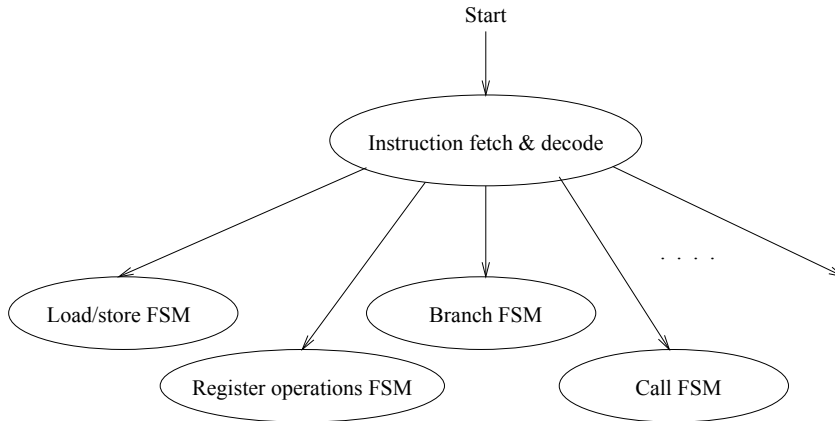 Start
Instruction fetch & decode
. . . .
Load/store FSM
Branch FSM
Register operations FSM
Call FSM